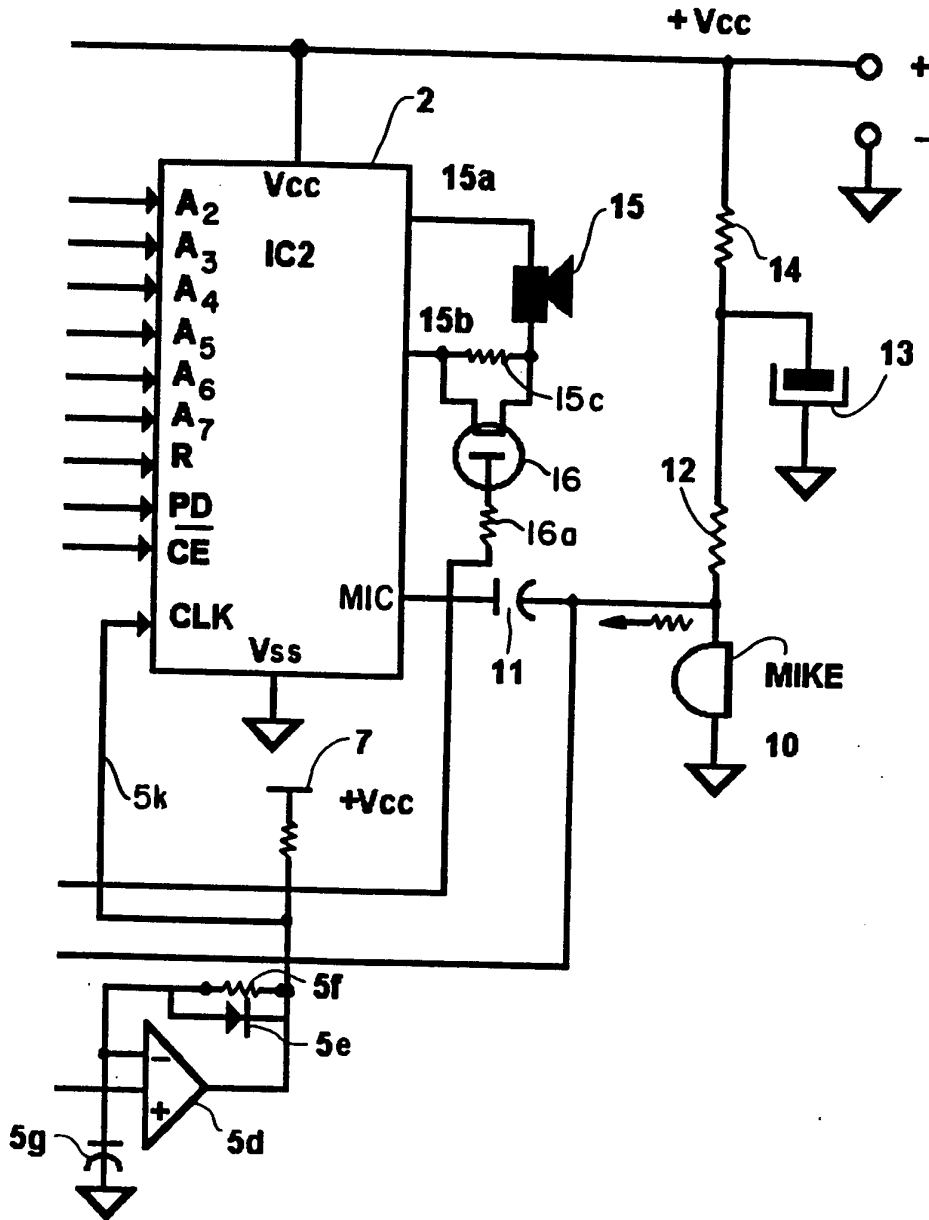 +Vcc
+
−
2
Vcc
IC2
A2
A3
A4
A5
A6
A7
R
PD
C̅E̅
CLK
Vss
MIC
15a
15
15b
15c
16
16a
14
13
12
11
MIKE
10
5k
7
+Vcc
5f
5e
−
+
5d
5g